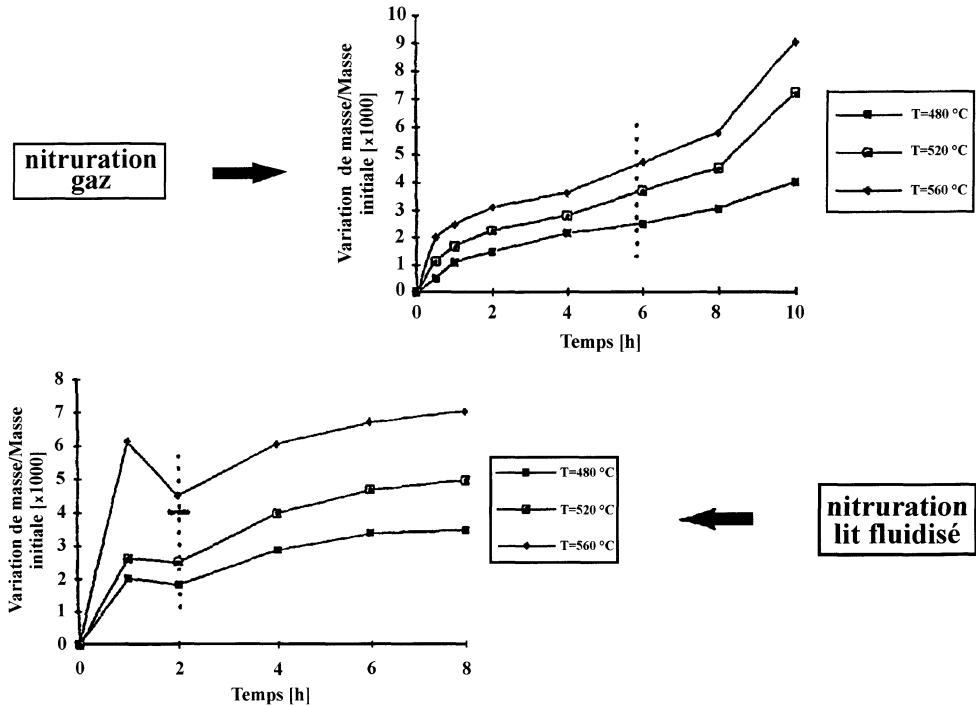 nitruration
gaz
Variation de masse/Masse
initiale [x1000]
10
9
8
7
6
5
4
3
2
1
0
0 2 4 6 8 10
Temps [h]
T=480 °C
T=520 °C
T=560 °C
Variation de masse/Masse
initiale [x1000]
8
7
6
5
4
3
2
1
0
0 2 4 6 8
Temps [h]
T=480 °C
T=520 °C
T=560 °C
nitruration
lit fluidisé